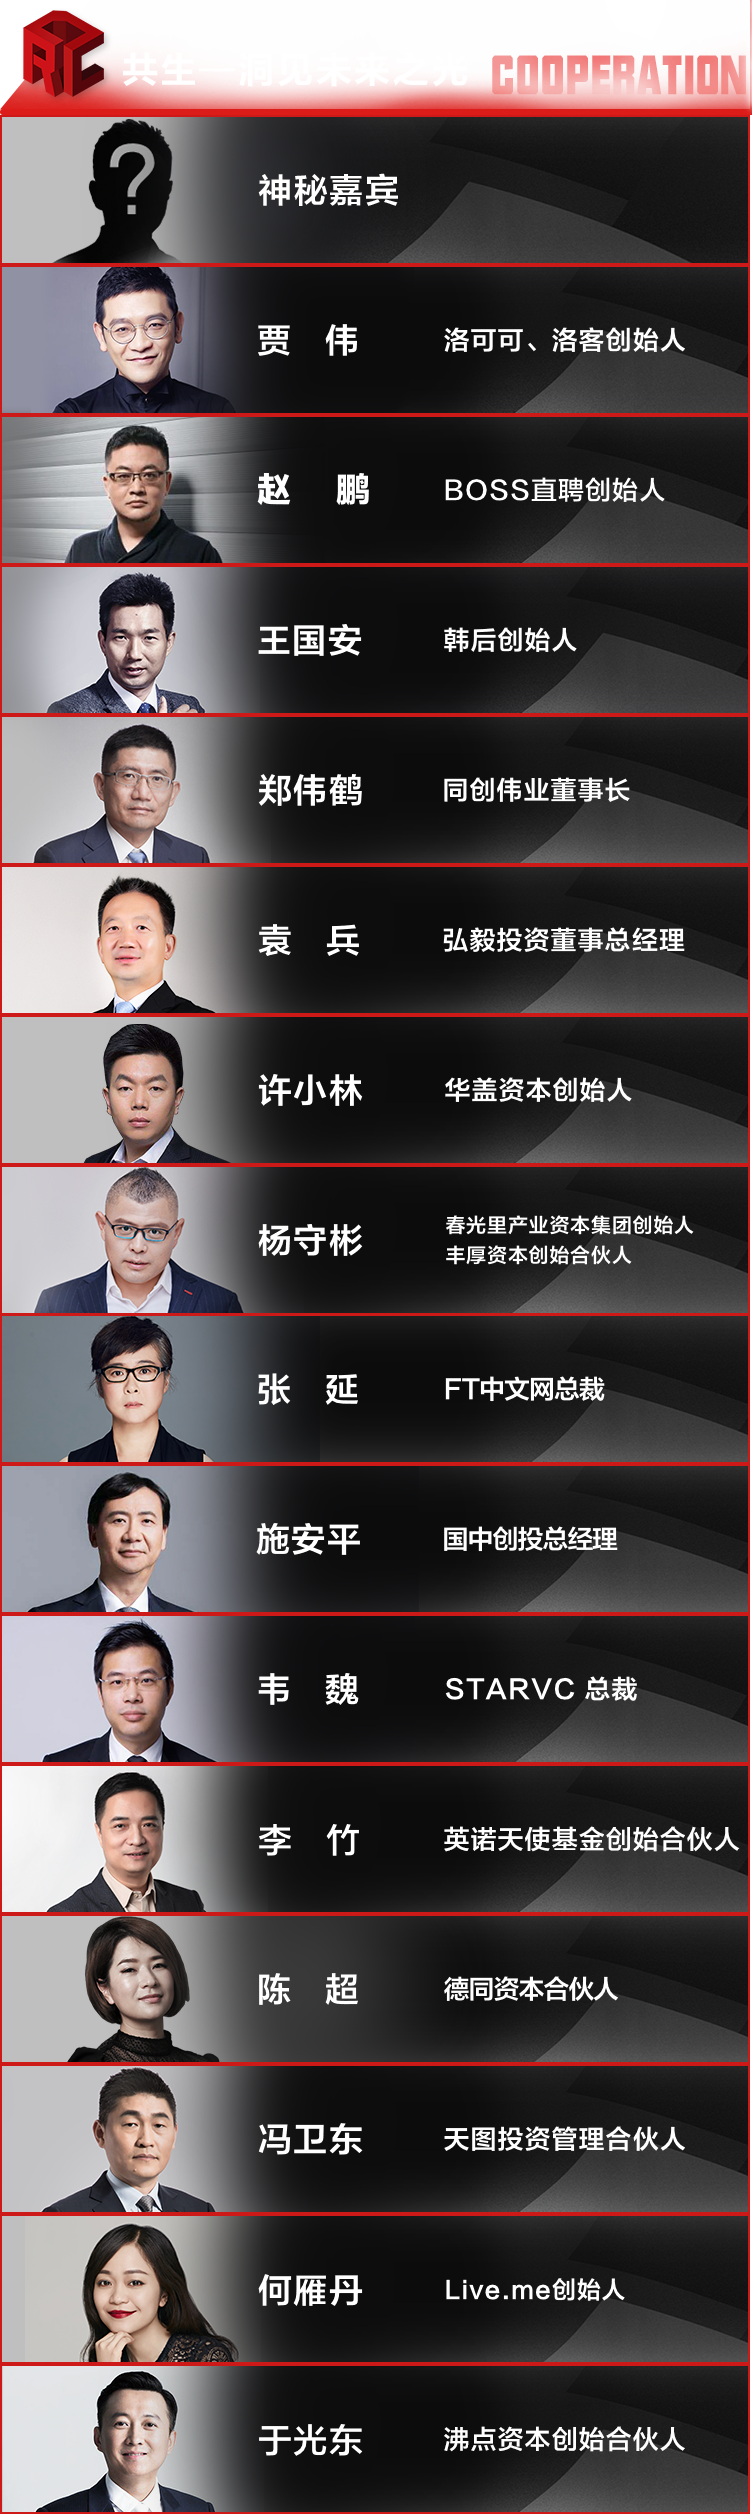 共生—洞见未来之光 COOPERATION
?
神秘嘉宾
贾 伟 洛可可、洛客创始人
赵 鹏 BOSS直聘创始人
王国安 韩后创始人
郑伟鹤 同创伟业董事长
袁 兵 弘毅投资董事总经理
许小林 华盖资本创始人
杨守彬 春光里产业资本集团创始人
丰厚资本创始合伙人
张 延 FT中文网总裁
施安平 国中创投总经理
韦 魏 STARVC 总裁
李 竹 英诺天使基金创始合伙人
陈 超 德同资本合伙人
冯卫东 天图投资管理合伙人
何雁丹 Live.me创始人
于光东 沸点资本创始合伙人